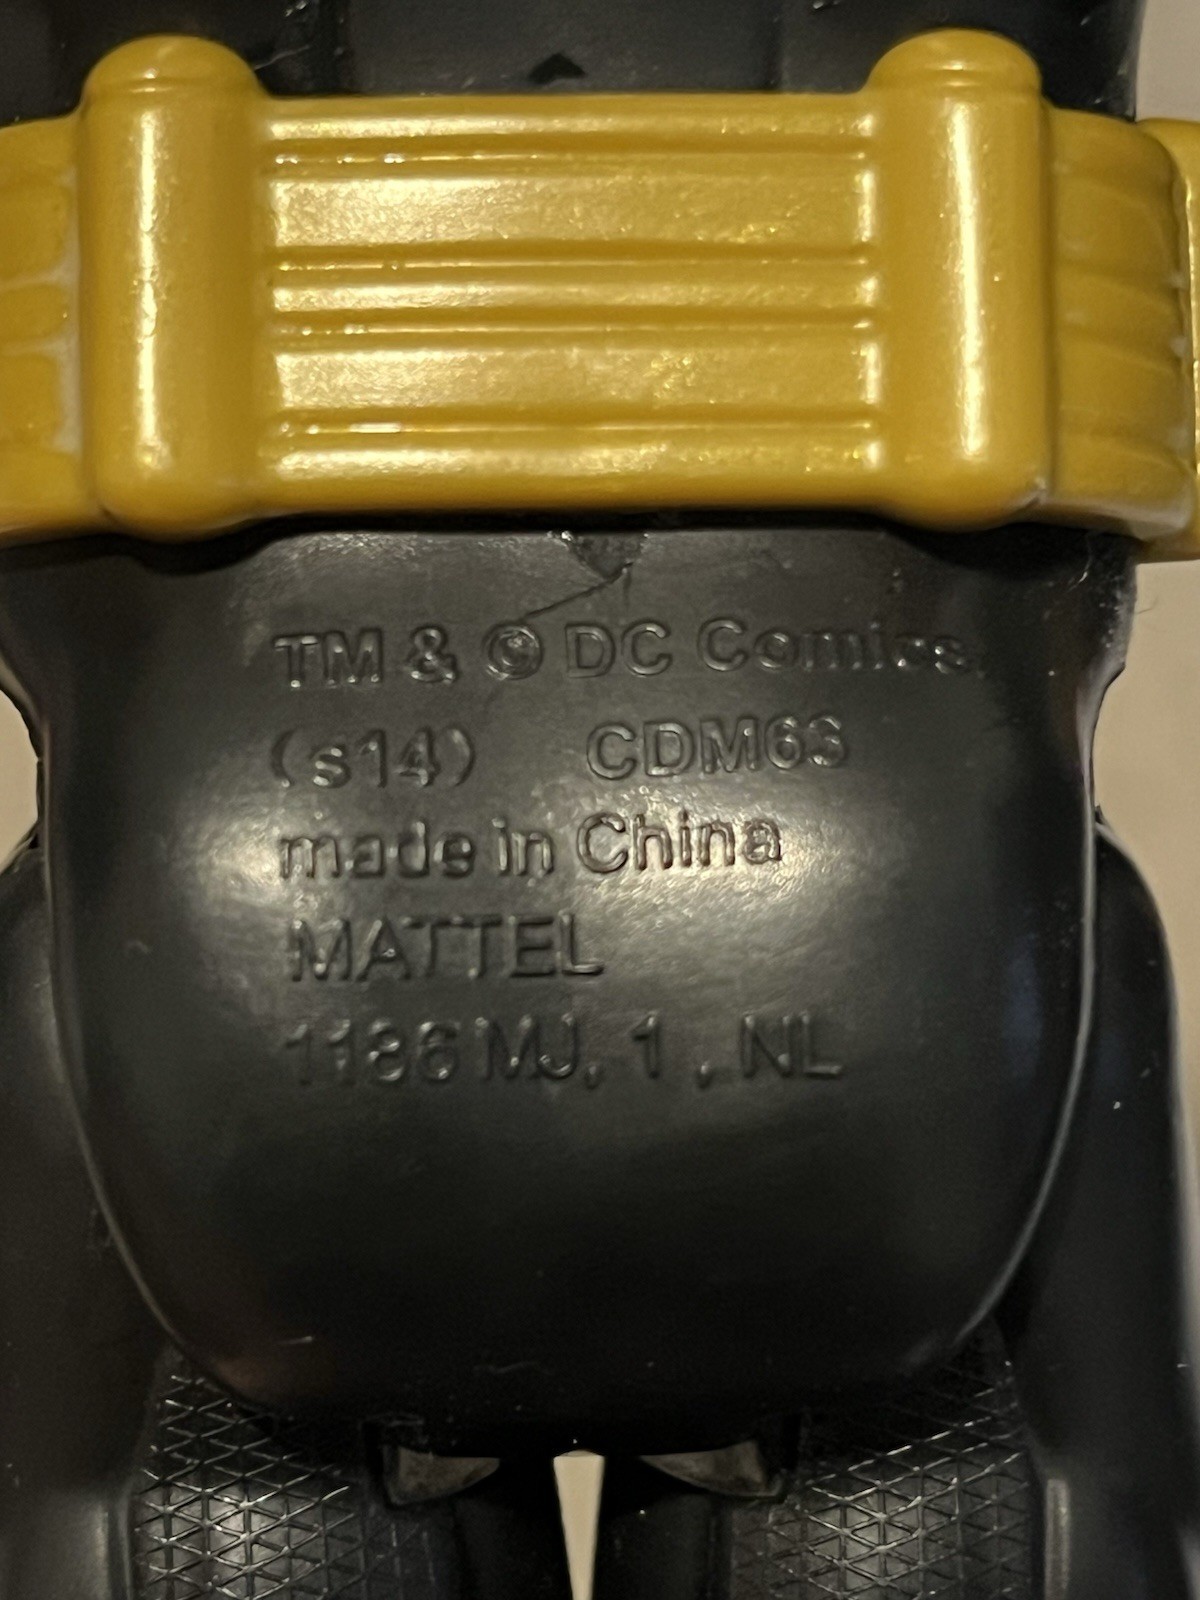 TM & © DC Comics.
(s14) CDM63
made in China
MATTEL
1186 MJ, 1 , NL